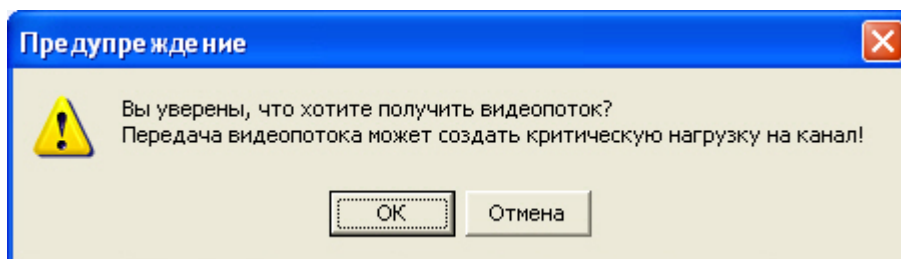 Предупреждение
Вы уверены, что хотите получить видеопоток?
Передача видеопотока может создать критическую нагрузку на канал!
OK Отмена